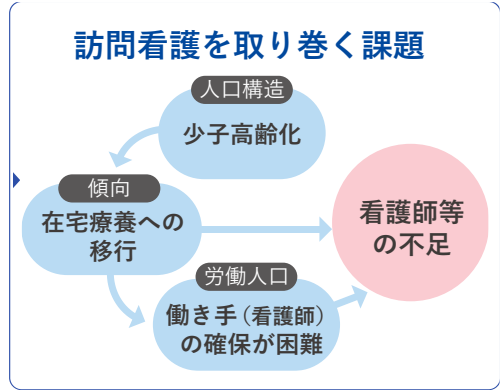 訪問看護を取り巻く課題
人口構造
少子高齢化
傾向
在宅療養への
移行
看護師等
の不足
労働人口
働き手(看護師)
の確保が困難